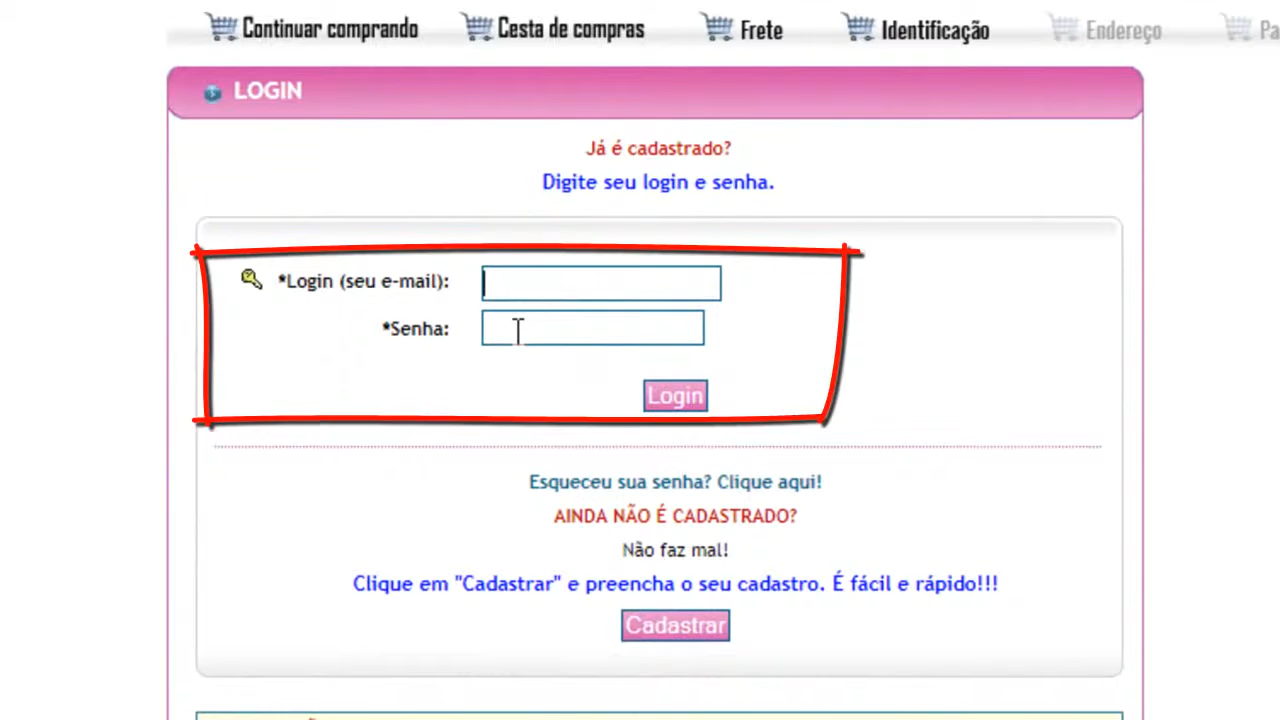 Continuar comprando Cesta de compras Frete Identificação Endereço Pa
LOGIN
Já é cadastrado?
Digite seu login e senha.
*Login (seu e-mail):
*Senha:
Login
Esqueceu sua senha? Clique aqui!
AINDA NÃO É CADASTRADO?
Não faz mal!
Clique em "Cadastrar" e preencha o seu cadastro. É fácil e rápido!!!
Cadastrar